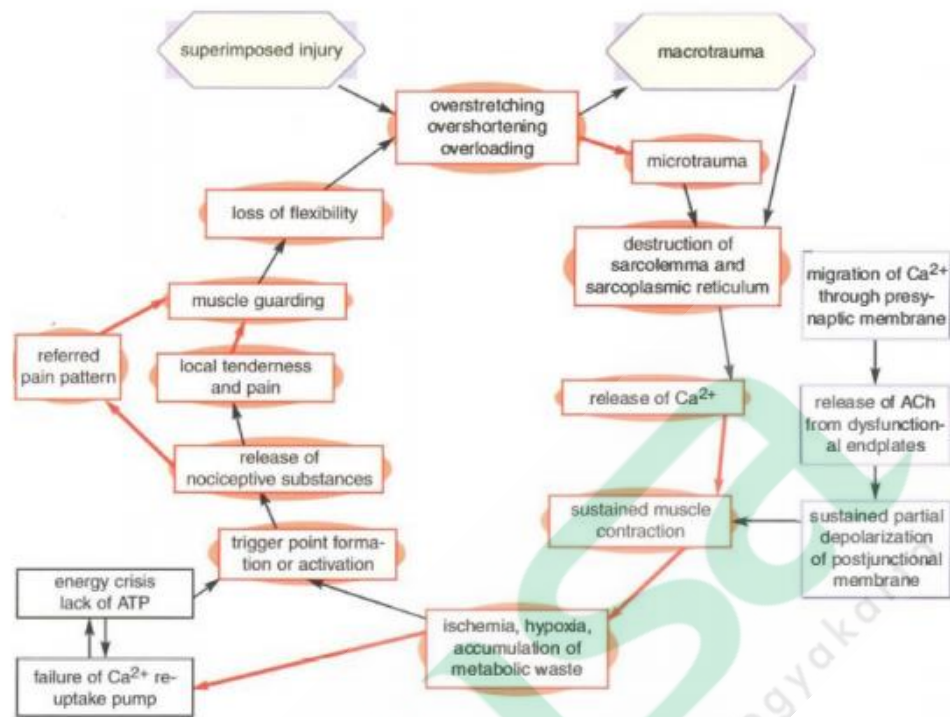 superimposed injury
macrotrauma
overstretching
overshortening
overloading
microtrauma
loss of flexibility
destruction of
sarcolemma and
sarcoplasmic reticulum
migration of Ca²⁺
through presy-
naptic membrane
muscle guarding
referred
pain pattern
local tenderness
and pain
release of Ca²⁺
release of ACh
from dysfunction-
al endplates
release of
nociceptive substances
sustained muscle
contraction
sustained partial
depolarization
of postjunctional
membrane
trigger point forma-
tion or activation
energy crisis
lack of ATP
ischemia, hypoxia,
accumulation of
metabolic waste
failure of Ca²⁺ re-
uptake pump